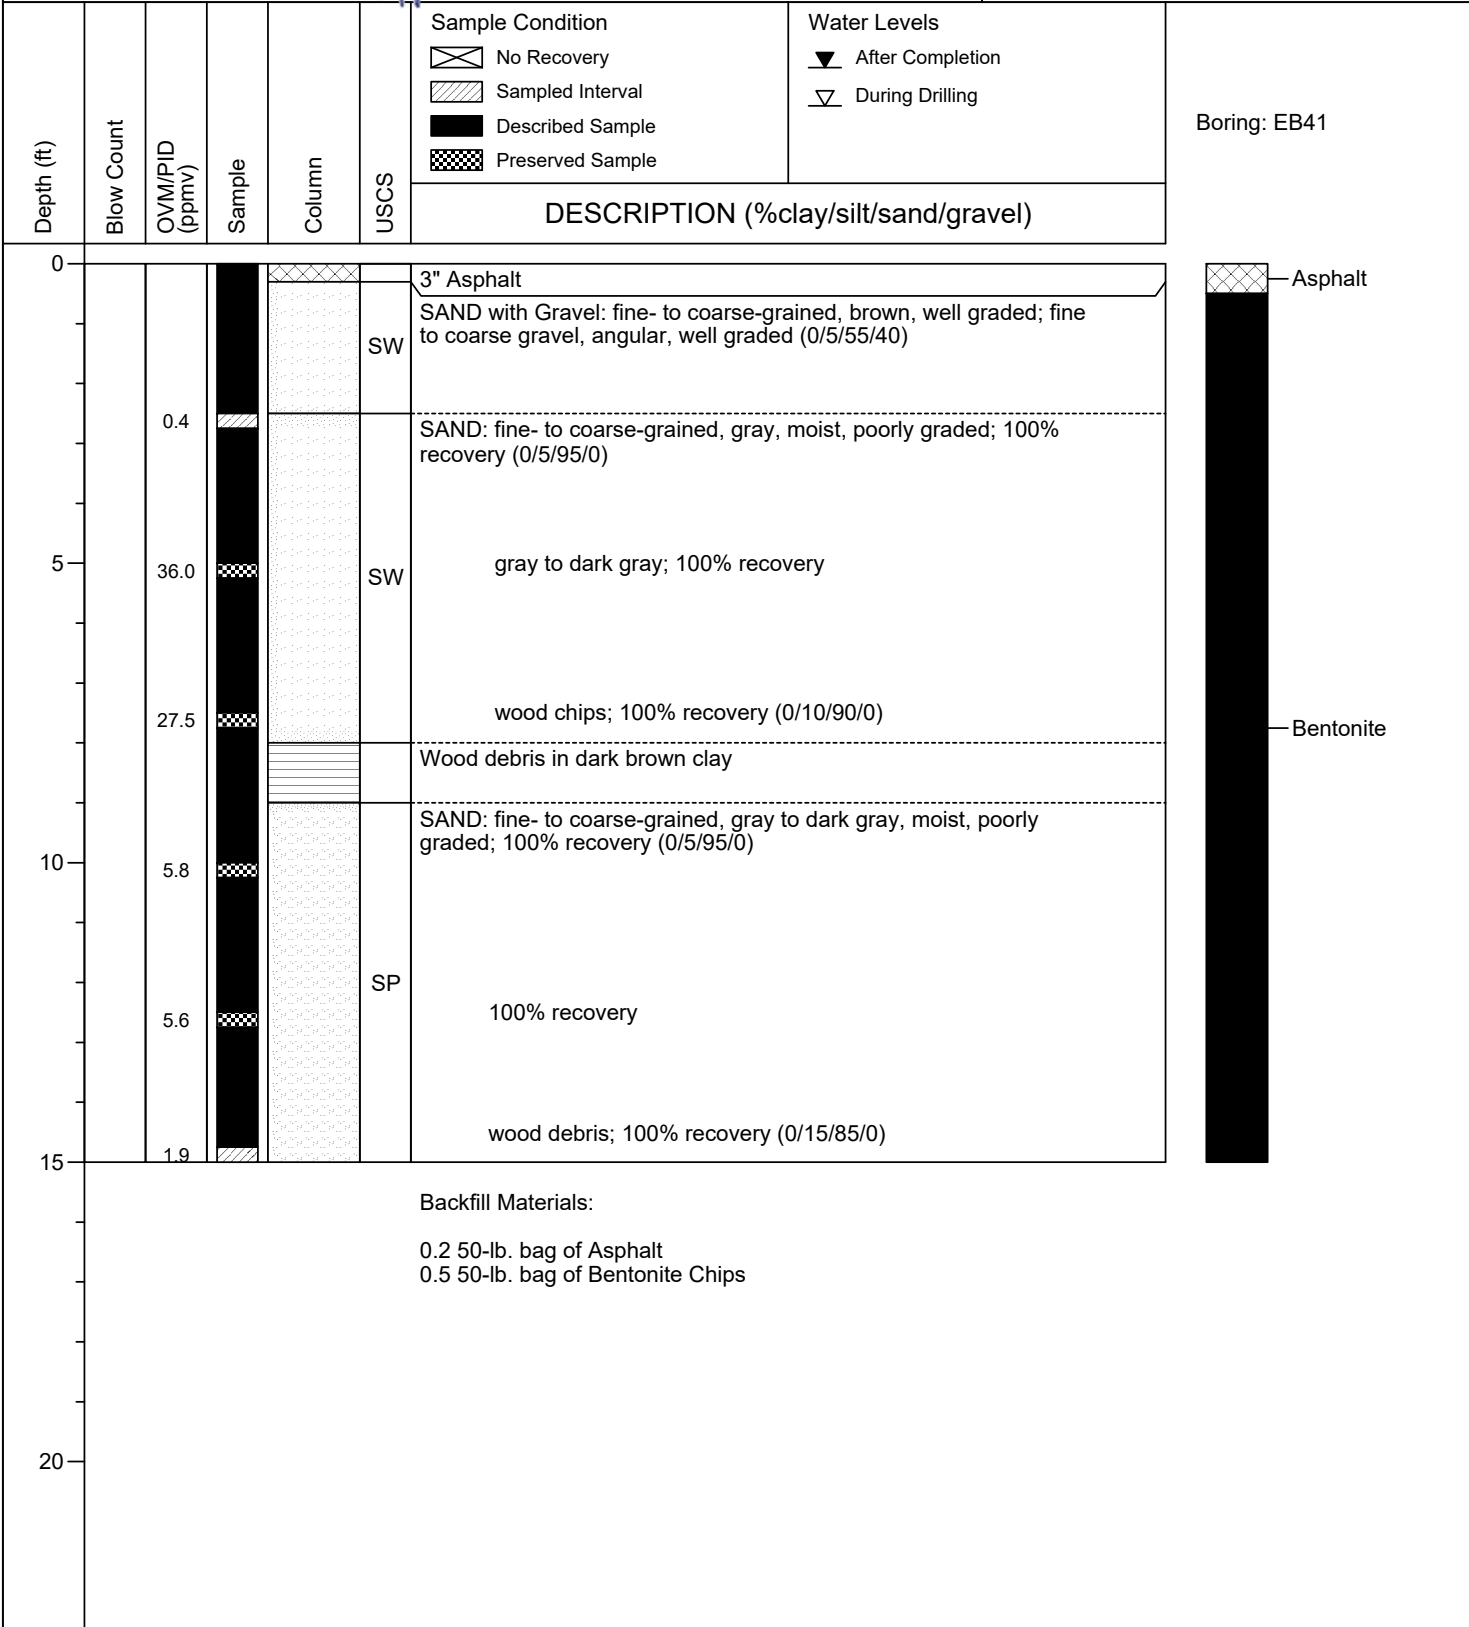 Sample Condition
No Recovery
Sampled Interval
Described Sample
Preserved Sample
Water Levels
After Completion
During Drilling
Boring: EB41
Depth (ft)
Blow Count
OVM/PID
(ppmv)
Sample
Column
USCS
DESCRIPTION (%clay/silt/sand/gravel)
0
3" Asphalt
Asphalt
SAND with Gravel: fine- to coarse-grained, brown, well graded; fine
to coarse gravel, angular, well graded (0/5/55/40)
SW
0.4
SAND: fine- to coarse-grained, gray, moist, poorly graded; 100%
recovery (0/5/95/0)
5
36.0
SW
gray to dark gray; 100% recovery
27.5
wood chips; 100% recovery (0/10/90/0)
Bentonite
Wood debris in dark brown clay
SAND: fine- to coarse-grained, gray to dark gray, moist, poorly
graded; 100% recovery (0/5/95/0)
10
5.8
SP
5.6
100% recovery
wood debris; 100% recovery (0/15/85/0)
1.9
15
Backfill Materials:
0.2 50-lb. bag of Asphalt
0.5 50-lb. bag of Bentonite Chips
20